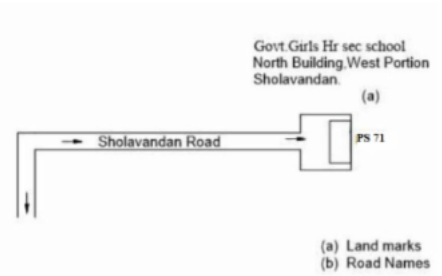 Govt.Girls Hr sec school
North Building,West Portion
Sholavandan.
(a)
Sholavandan Road
PS 71
(a) Land marks
(b) Road Names